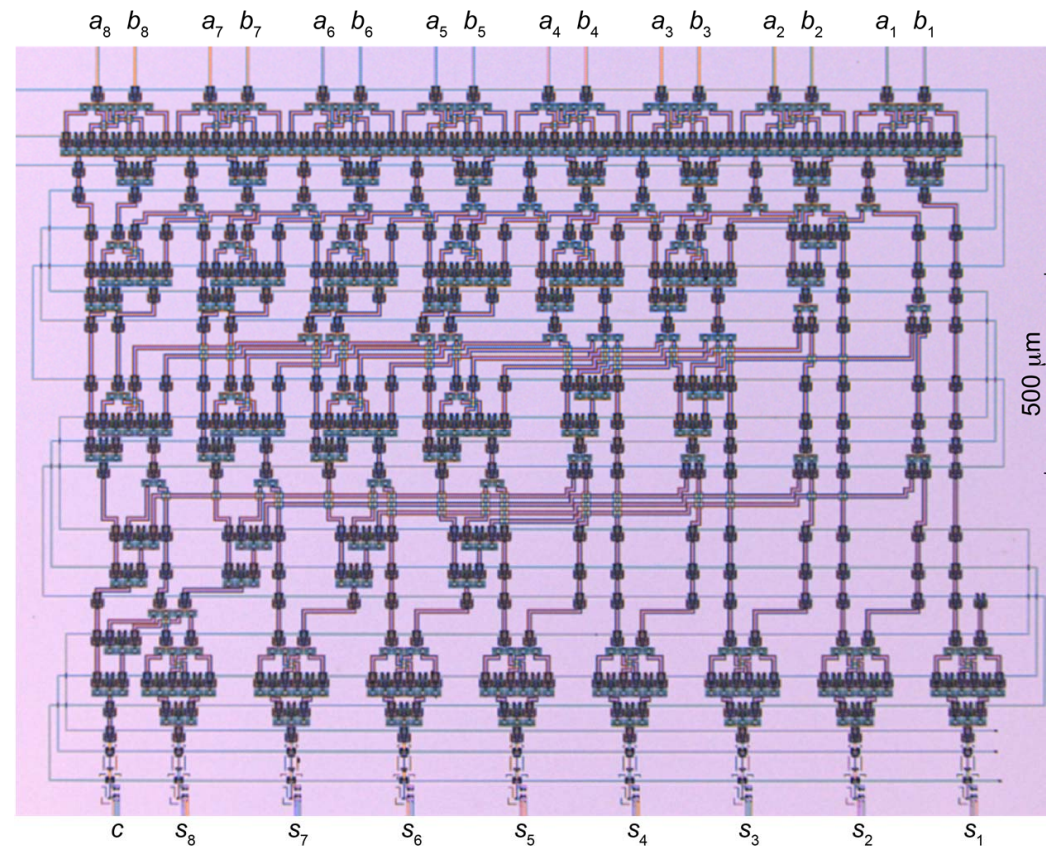 a₈ b₈ a₇ b₇ a₆ b₆ a₅ b₅ a₄ b₄ a₃ b₃ a₂ b₂ a₁ b₁
500 μm
c s₈ s₇ s₆ s₅ s₄ s₃ s₂ s₁